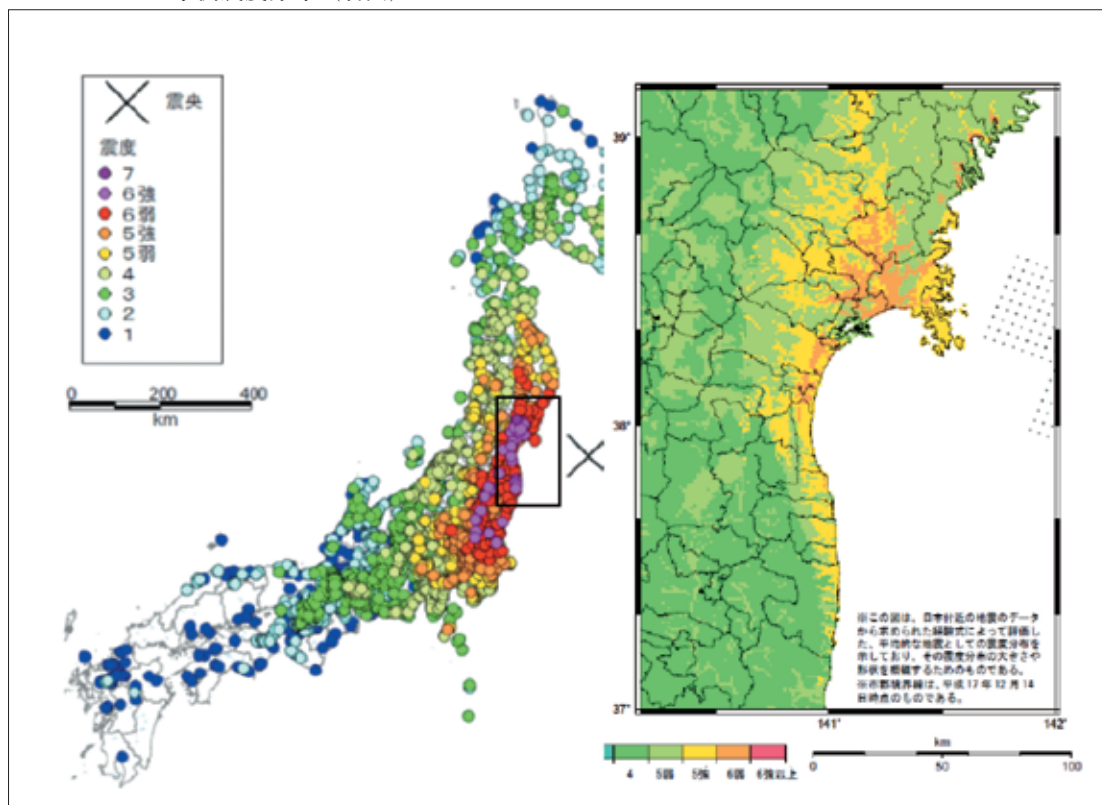 震央
震度
7
6強
6弱
5強
5弱
4
3
2
1
0 200 400
km
39°
38°
37°
141° 142°
※この図は、日本付近の地震のデータ
から求められた経験式によって評価し
た、平均的な地震としての震度分布を
示しており、その震度分布の大きさや
形状を概観するためのものである。
※市郡境界線は、平成17年12月14
日時点のものである。
4 5弱 5強 6弱 6強以上
km
0 50 100